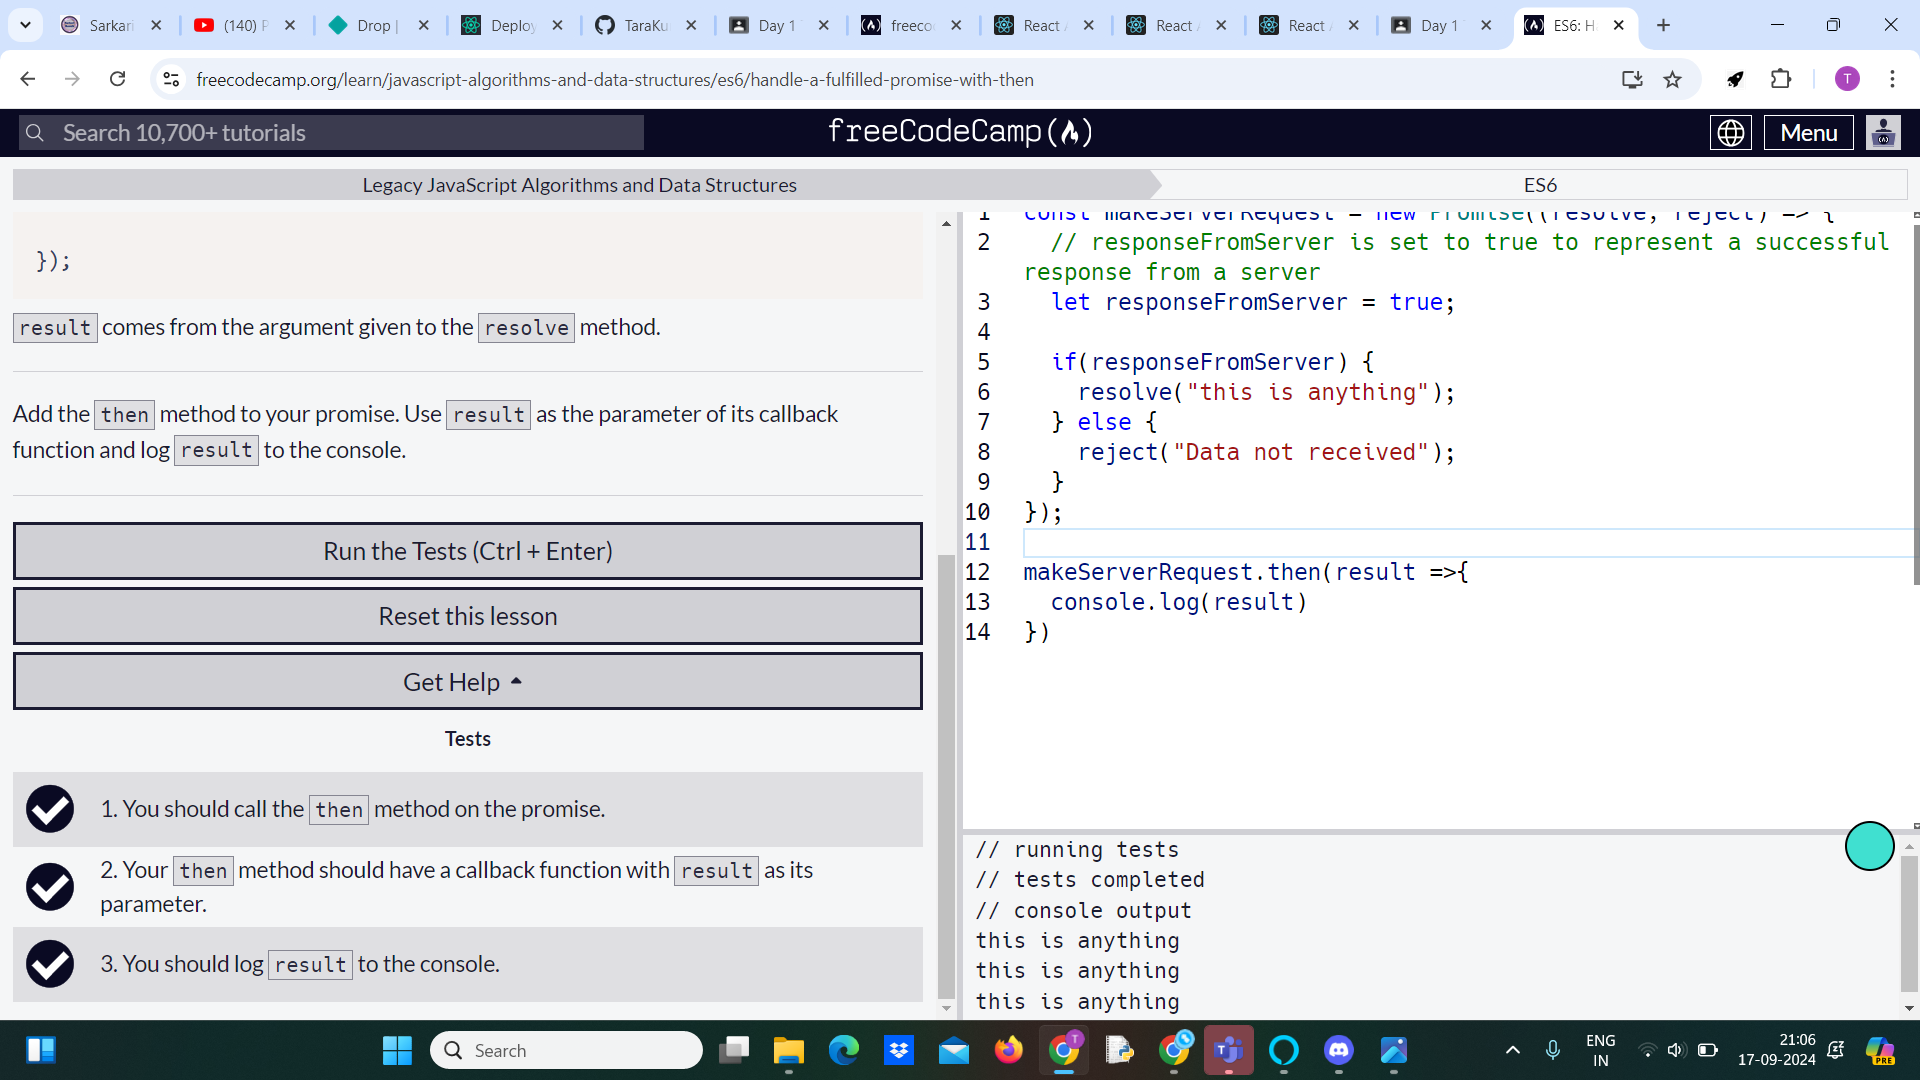 Sarkari
(140) P
Drop |
Deploy
TaraKu
Day 1
freeco
React
React
React
Day 1
ES6: H
freecodecamp.org/learn/javascript-algorithms-and-data-structures/es6/handle-a-fulfilled-promise-with-then
T
Search 10,700+ tutorials
freeCodeCamp
Menu
Legacy JavaScript Algorithms and Data Structures
ES6
});
result comes from the argument given to the resolve method.
Add the then method to your promise. Use result as the parameter of its callback
function and log result to the console.
Run the Tests (Ctrl + Enter)
Reset this lesson
Get Help
Tests
1. You should call the then method on the promise.
2. Your then method should have a callback function with result as its
parameter.
3. You should log result to the console.
1 const makeServerRequest = new Promise((resolve, reject) => {
2 // responseFromServer is set to true to represent a successful
response from a server
3 let responseFromServer = true;
4
5 if(responseFromServer) {
6 resolve("this is anything");
7 } else {
8 reject("Data not received");
9 }
10 });
11
12 makeServerRequest.then(result =>{
13 console.log(result)
14 })
// running tests
// tests completed
// console output
this is anything
this is anything
this is anything
Search
T
ENG
IN
21:06
17-09-2024
PRE